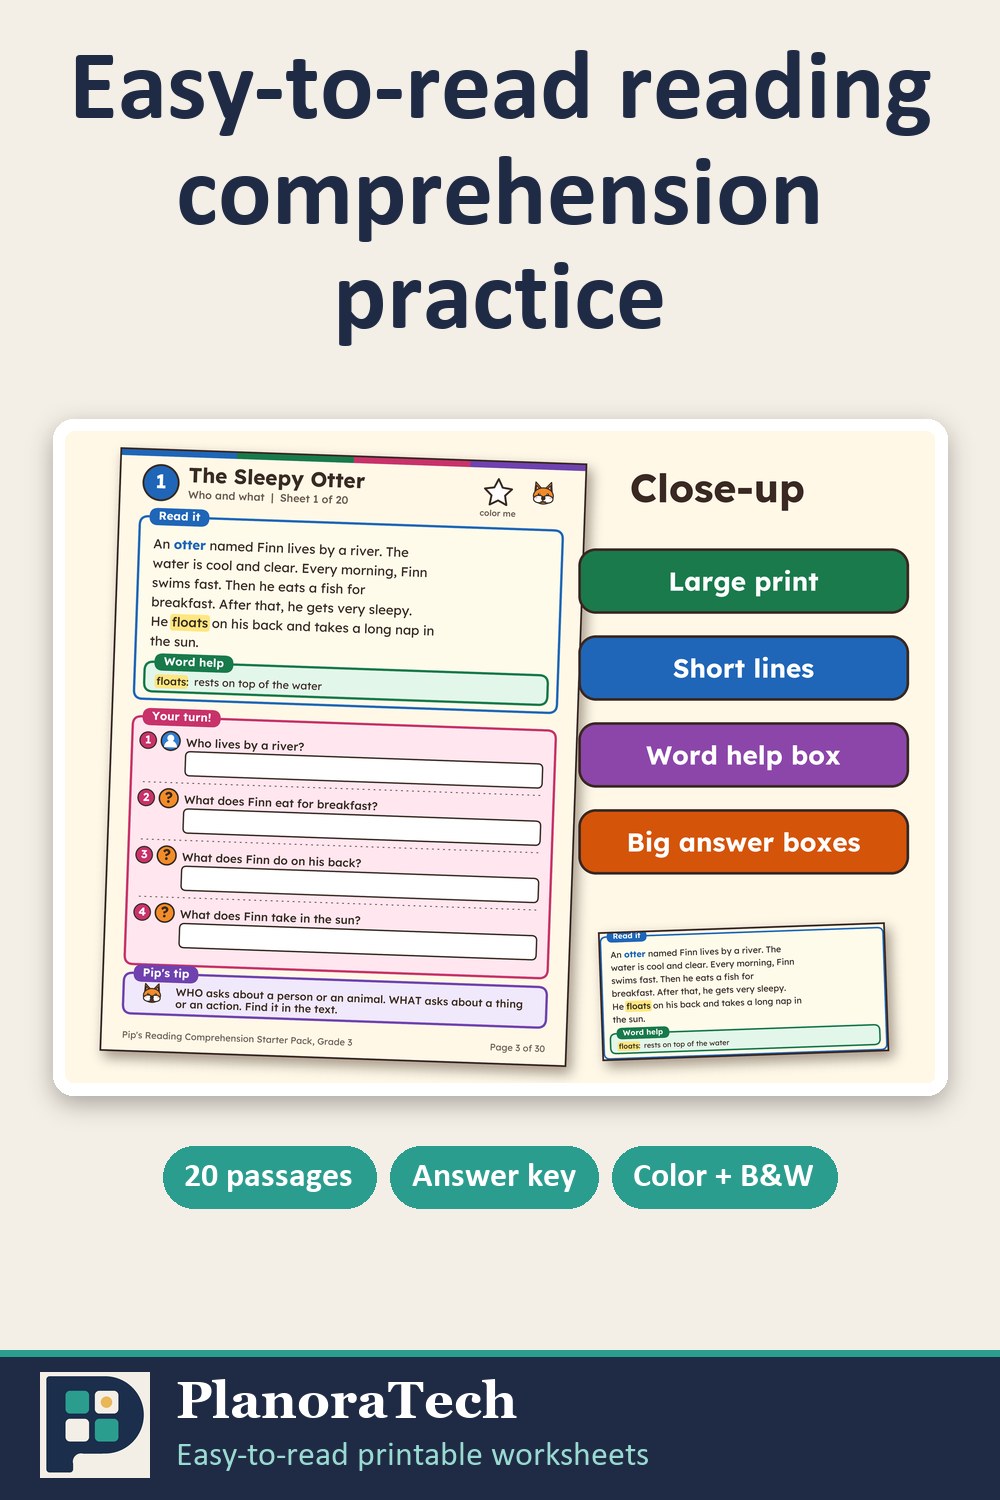 Easy-to-read reading
comprehension
practice
1
The Sleepy Otter
Who and what | Sheet 1 of 20
color me
Read it
An otter named Finn lives by a river. The
water is cool and clear. Every morning, Finn
swims fast. Then he eats a fish for
breakfast. After that, he gets very sleepy.
He floats on his back and takes a long nap in
the sun.
Word help
floats: rests on top of the water
Your turn!
1 Who lives by a river?
2 ? What does Finn eat for breakfast?
3 ? What does Finn do on his back?
4 ? What does Finn take in the sun?
Pip's tip
WHO asks about a person or an animal. WHAT asks about a thing
or an action. Find it in the text.
Pip's Reading Comprehension Starter Pack, Grade 3
Page 3 of 30
Close-up
Large print
Short lines
Word help box
Big answer boxes
Read it
An otter named Finn lives by a river. The
water is cool and clear. Every morning, Finn
swims fast. Then he eats a fish for
breakfast. After that, he gets very sleepy.
He floats on his back and takes a long nap in
the sun.
Word help
floats: rests on top of the water
20 passages
Answer key
Color + B&W
PlanoraTech
Easy-to-read printable worksheets